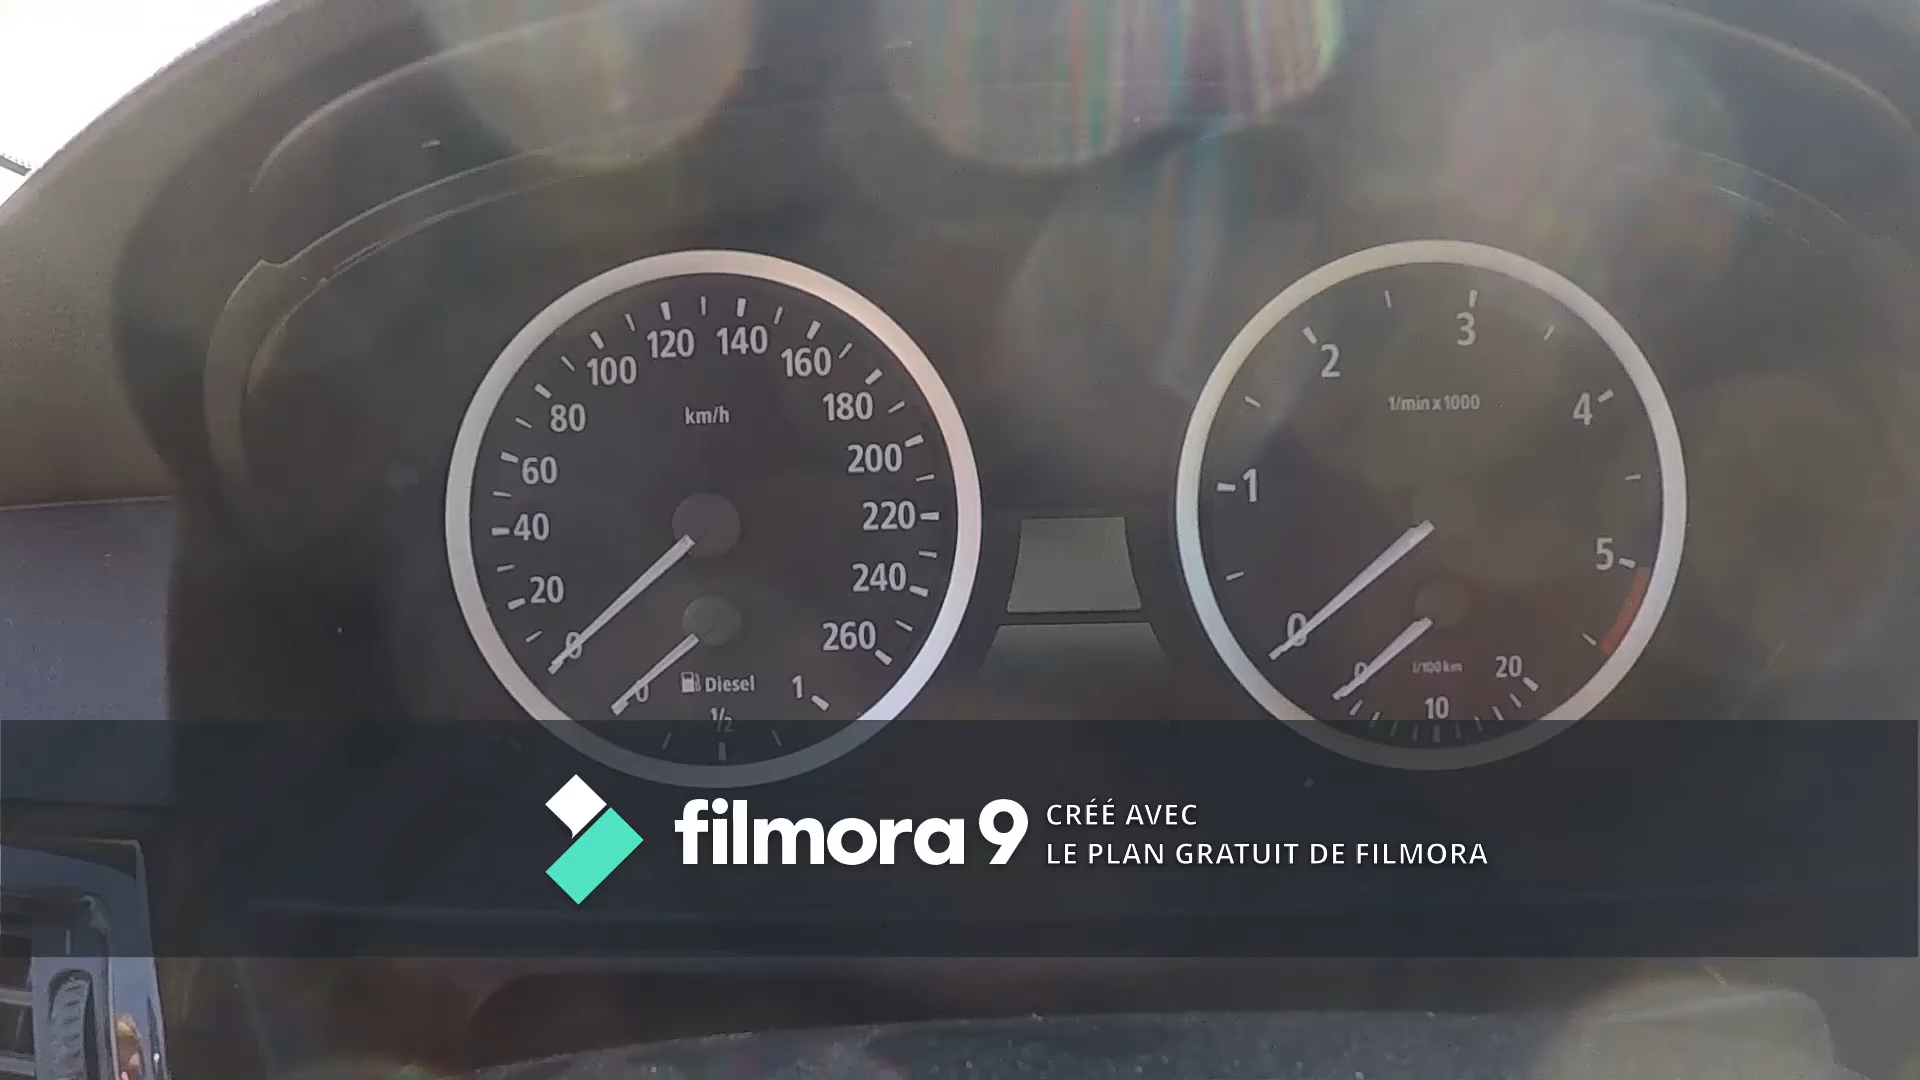 120 140
100 160
80 180
km/h
60 200
40 220
20 240
0 260
0 Diesel 1
1/2
3
2 4
1/min x 1000
1
5
0
0 l/100 km 20
10
filmora 9
CRÉÉ AVEC
LE PLAN GRATUIT DE FILMORA